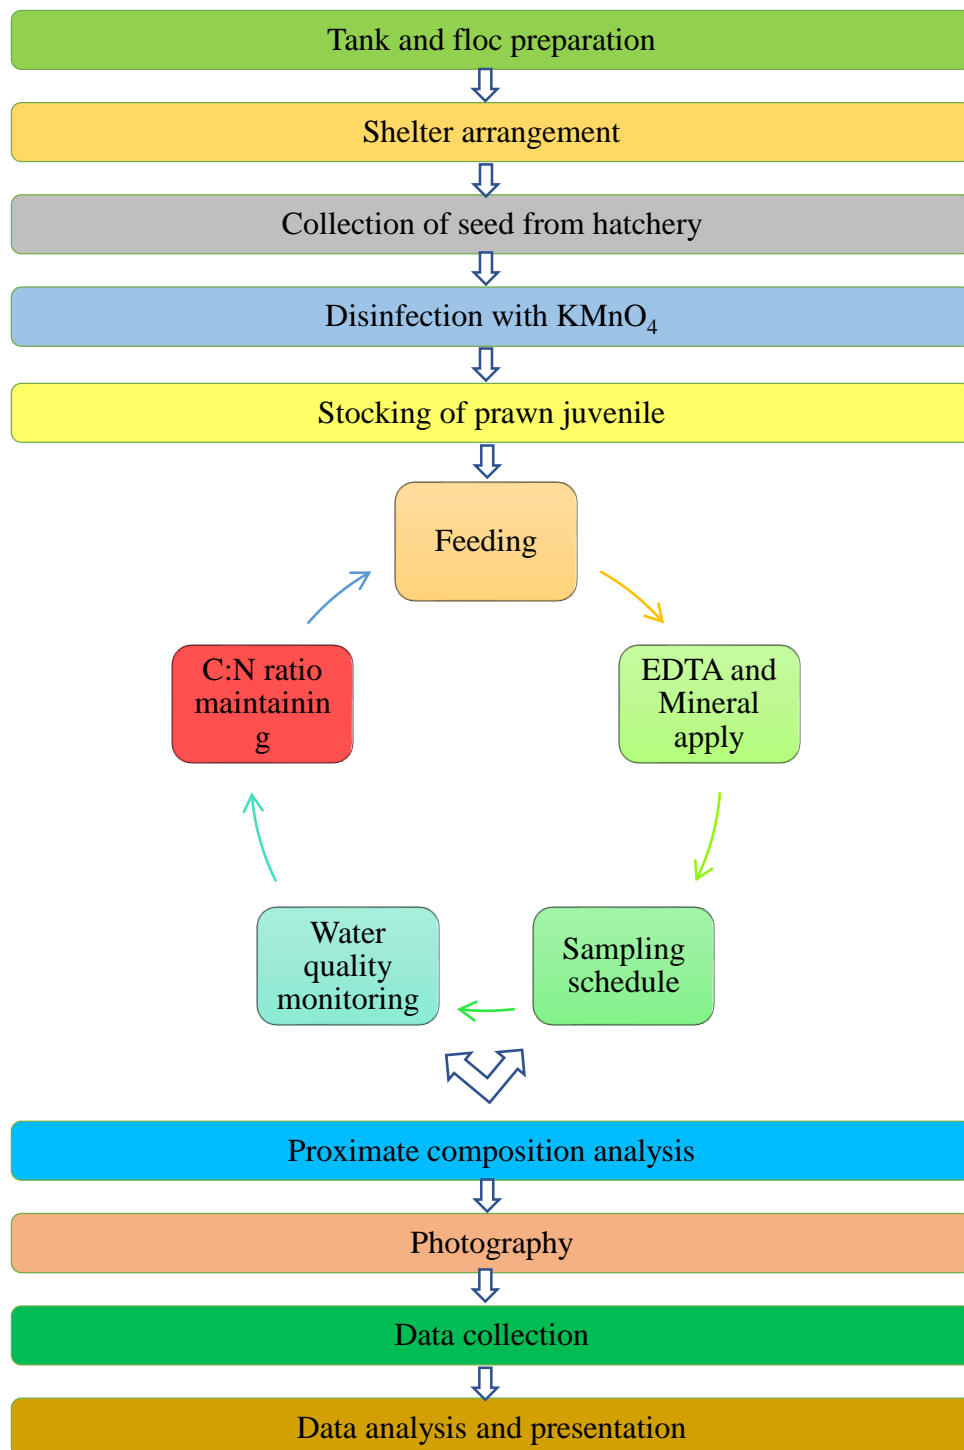 Tank and floc preparation
Shelter arrangement
Collection of seed from hatchery
Disinfection with KMnO₄
Stocking of prawn juvenile
Feeding
C:N ratio
maintainin
g
EDTA and
Mineral
apply
Water
quality
monitoring
Sampling
schedule
Proximate composition analysis
Photography
Data collection
Data analysis and presentation